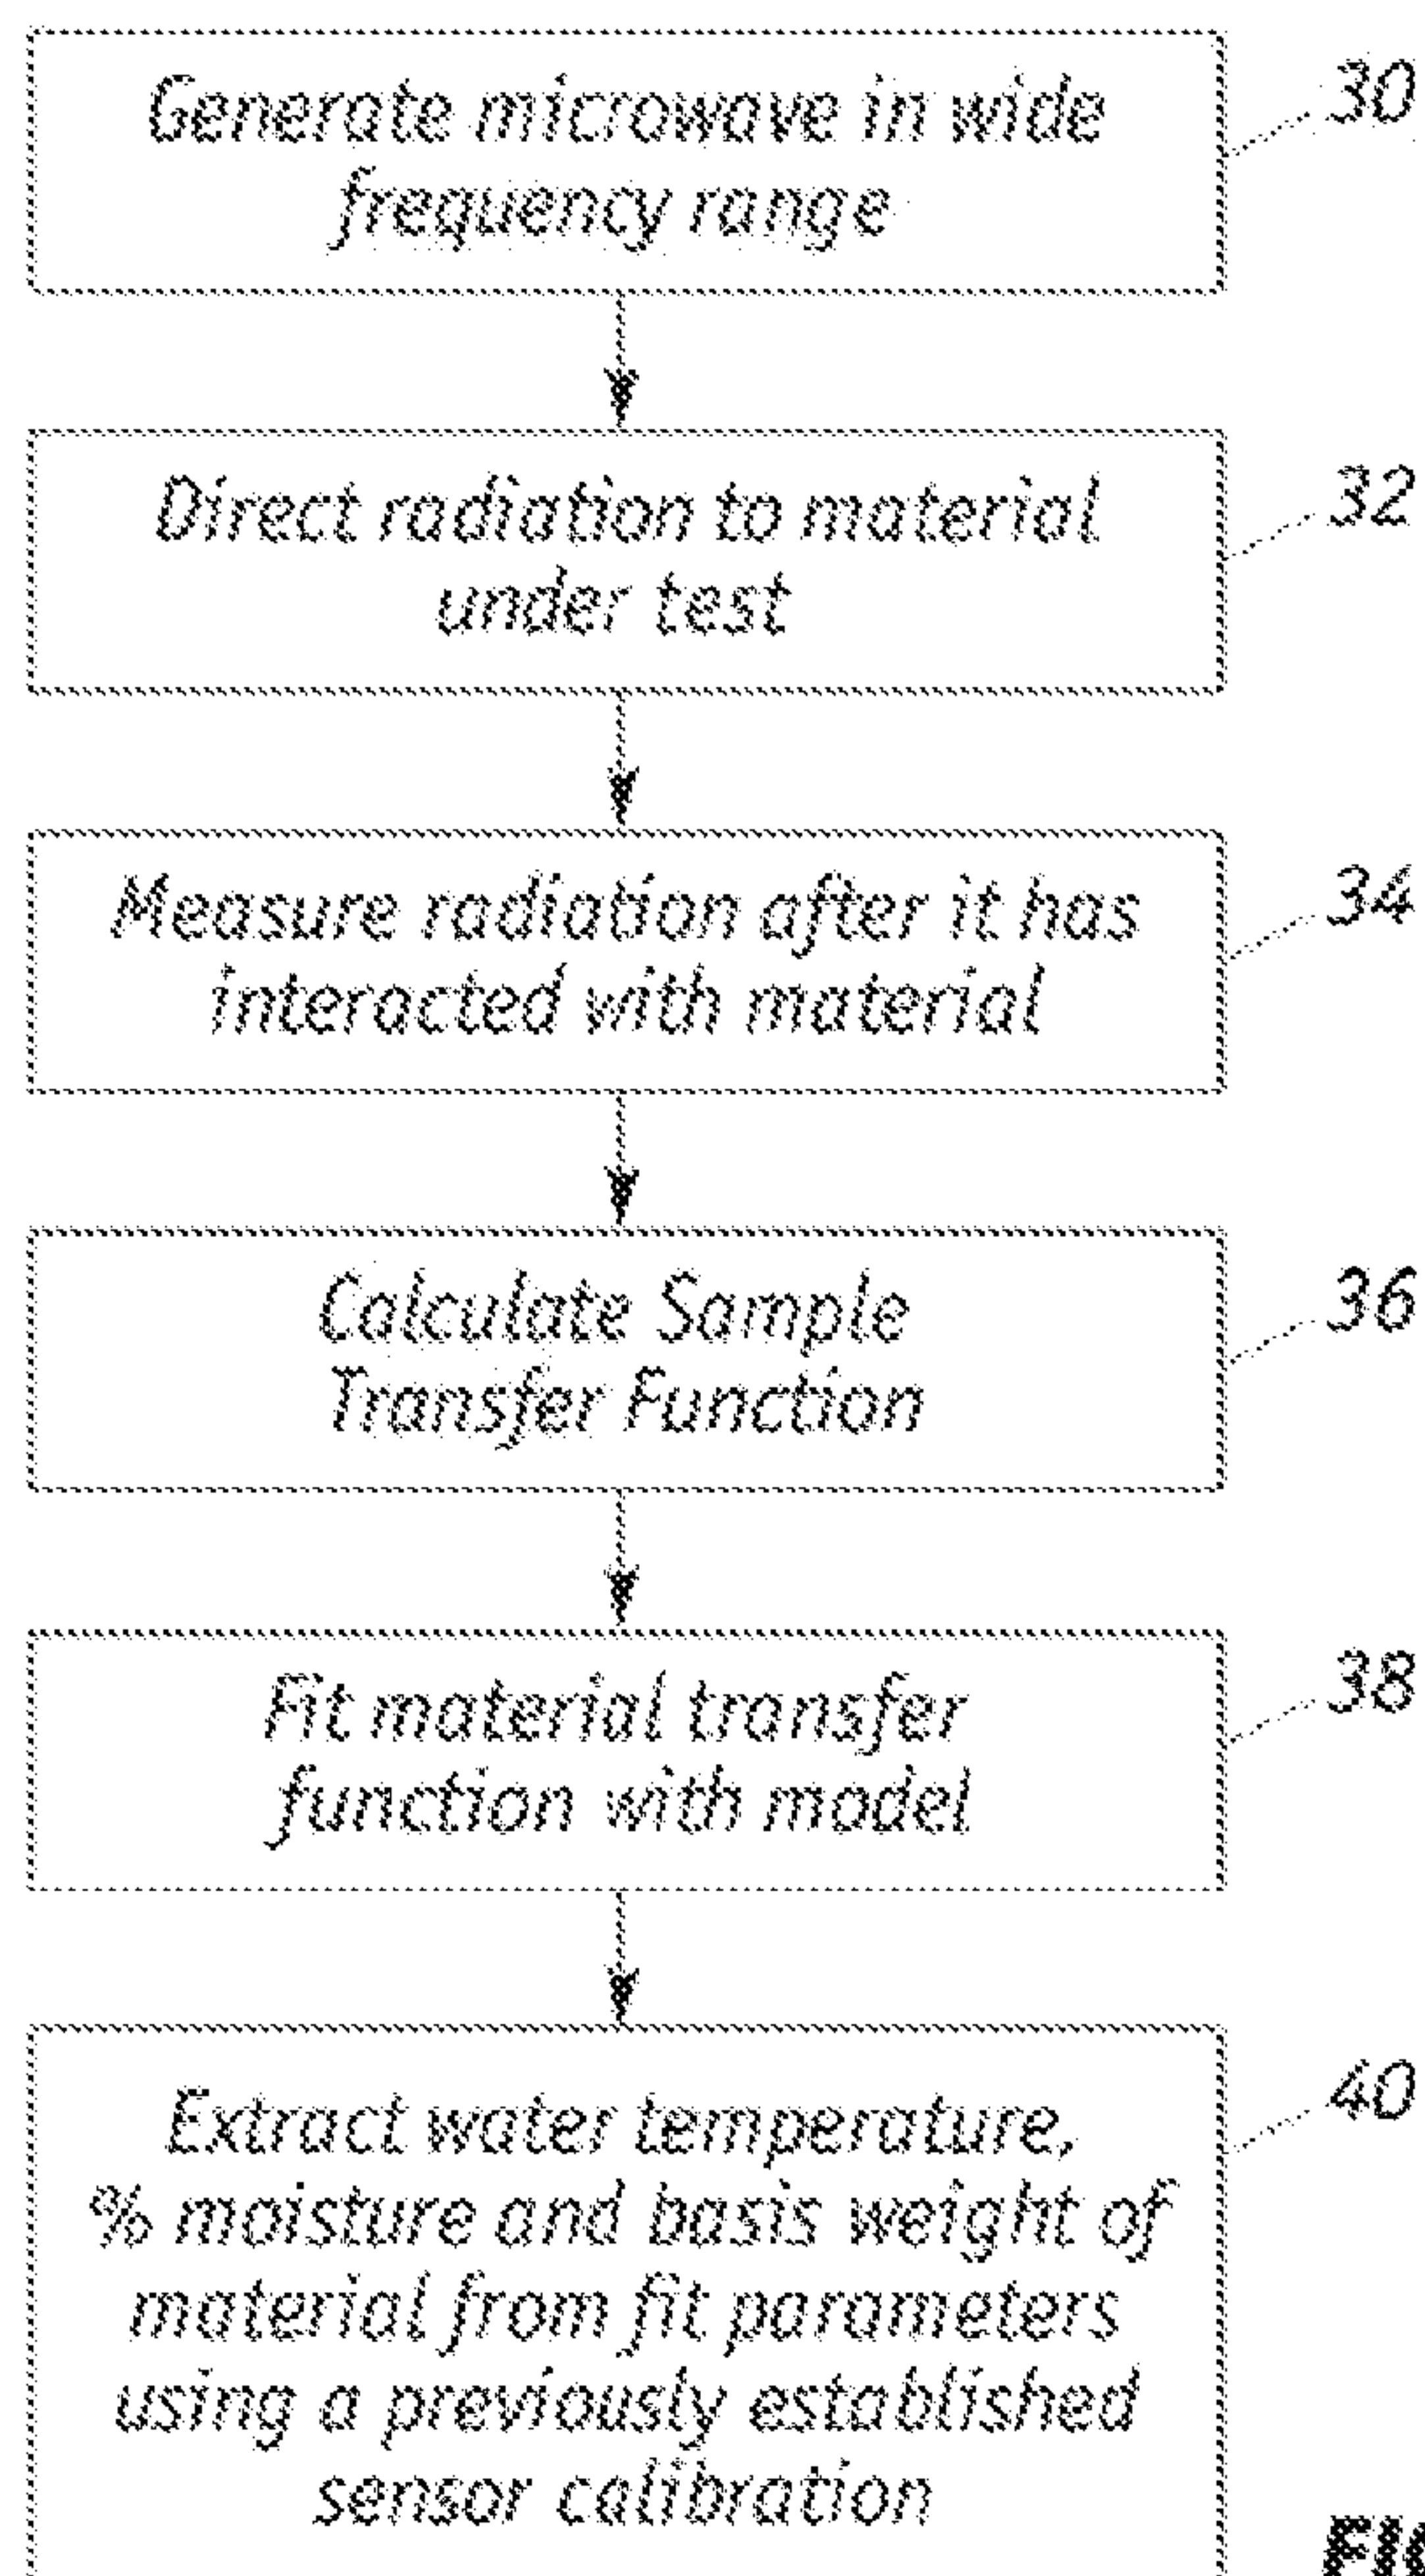 Generate microwave in wide
frequency range
30
Direct radiation to material
under test
32
Measure radiation after it has
interacted with material
34
Calculate Sample
Transfer Function
36
Fit material transfer
function with model
38
Extract water temperature,
% moisture and basis weight of
material from fit parameters
using a previously established
sensor calibration
40